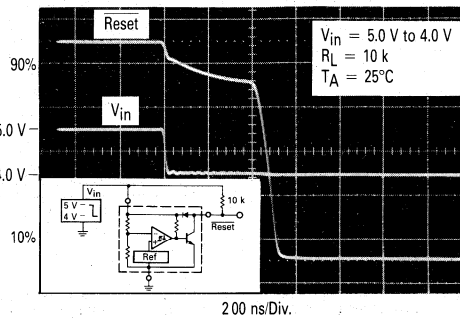 Reset
90%
Vin
5.0 V
4.0 V
10%
Vin = 5.0 V to 4.0 V
RL = 10 k
TA = 25°C
Vin
5 V
4 V
10 k
Reset
Ref
200 ns/Div.